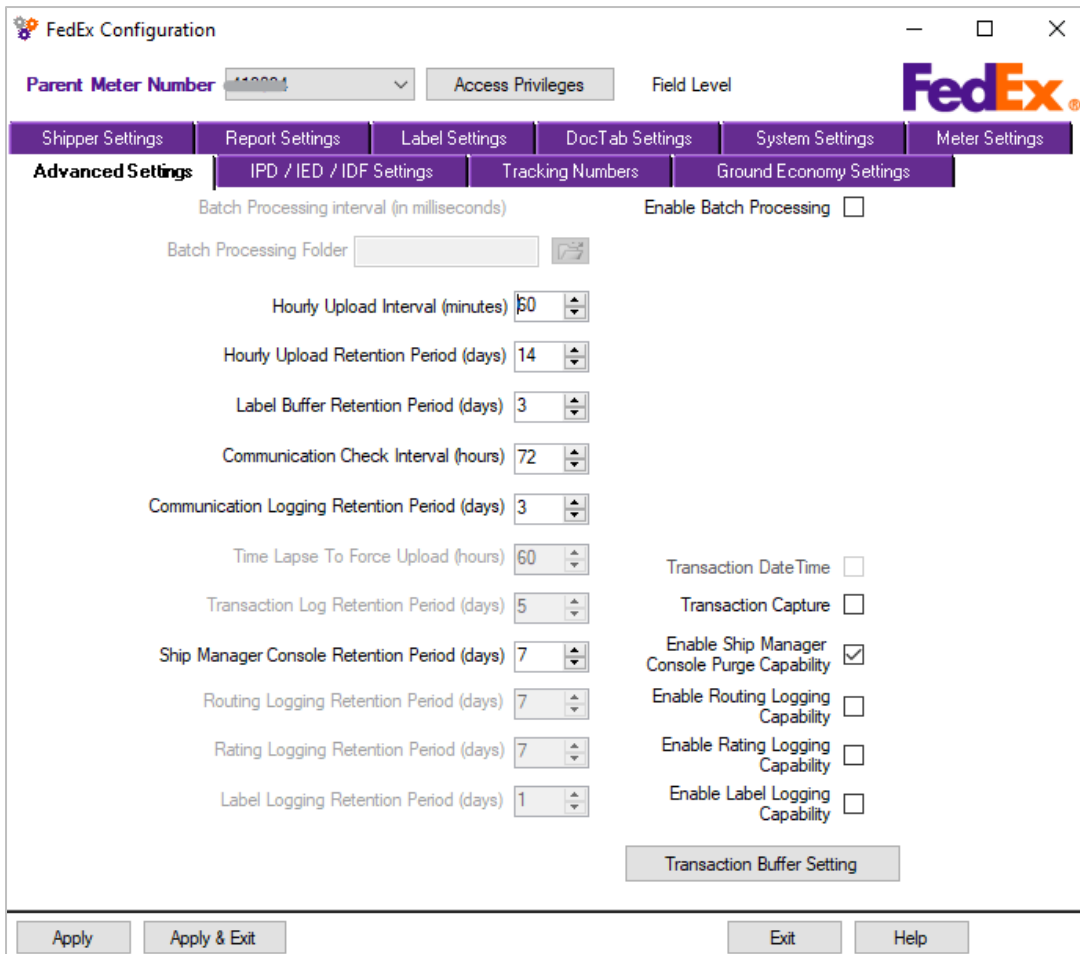 FedEx Configuration
Parent Meter Number Access Privileges Field Level FedEx®
Shipper Settings Report Settings Label Settings DocTab Settings System Settings Meter Settings
Advanced Settings IPD / IED / IDF Settings Tracking Numbers Ground Economy Settings
Batch Processing interval (in milliseconds) Enable Batch Processing
Batch Processing Folder
Hourly Upload Interval (minutes) 60
Hourly Upload Retention Period (days) 14
Label Buffer Retention Period (days) 3
Communication Check Interval (hours) 72
Communication Logging Retention Period (days) 3
Time Lapse To Force Upload (hours) 60 Transaction DateTime
Transaction Log Retention Period (days) 5 Transaction Capture
Ship Manager Console Retention Period (days) 7 Enable Ship Manager
Console Purge Capability
Routing Logging Retention Period (days) 7 Enable Routing Logging
Capability
Rating Logging Retention Period (days) 7 Enable Rating Logging
Capability
Label Logging Retention Period (days) 1 Enable Label Logging
Capability
Transaction Buffer Setting
Apply Apply & Exit Exit Help